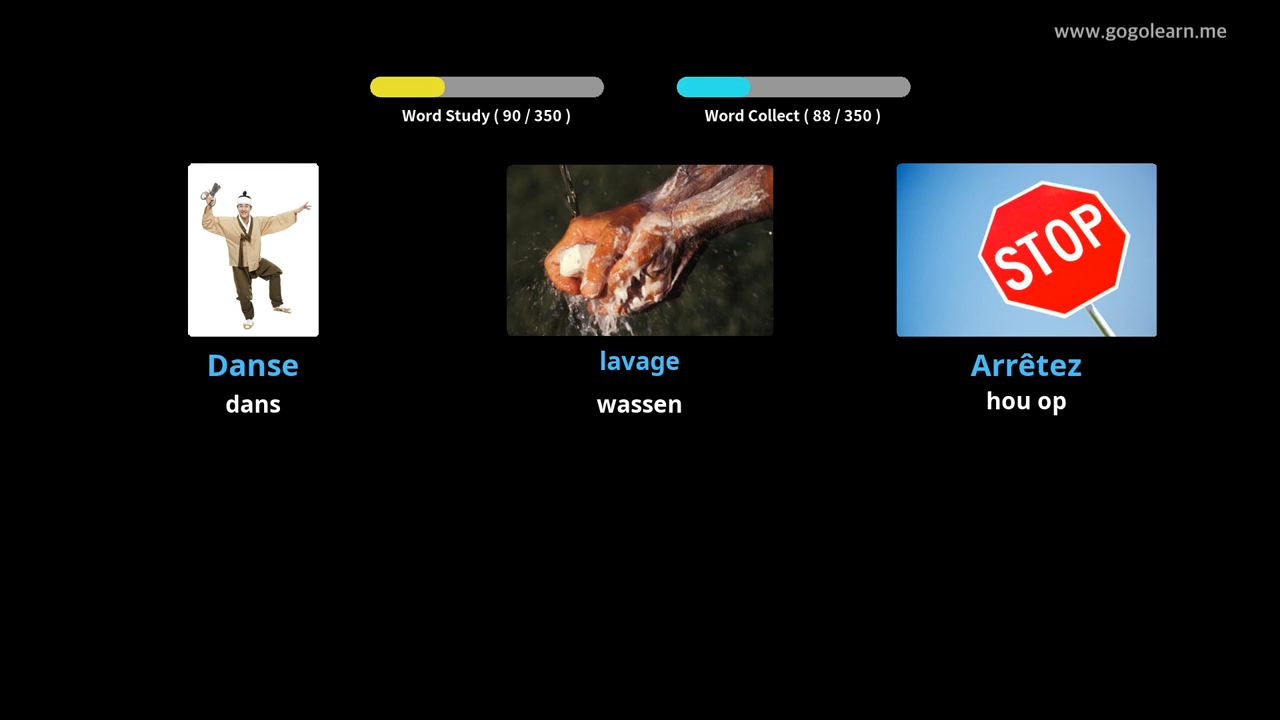 www.gogolearn.me
Word Study ( 90 / 350 )
Word Collect ( 88 / 350 )
STOP
Danse
dans
lavage
wassen
Arrêtez
hou op